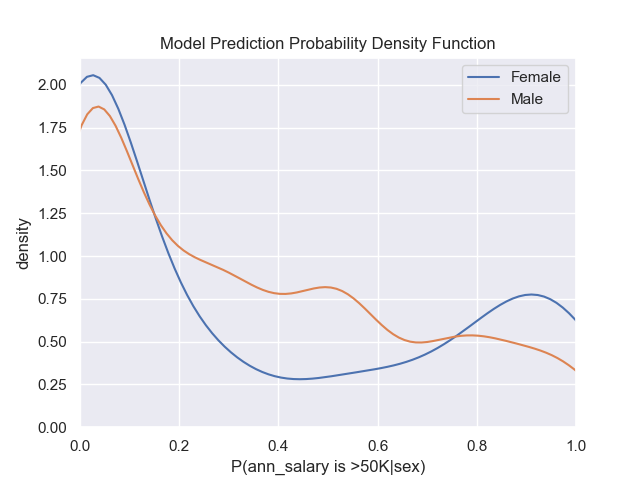 Model Prediction Probability Density Function
Female
Male
density
2.00
1.75
1.50
1.25
1.00
0.75
0.50
0.25
0.00
0.0 0.2 0.4 0.6 0.8 1.0
P(ann_salary is >50K|sex)